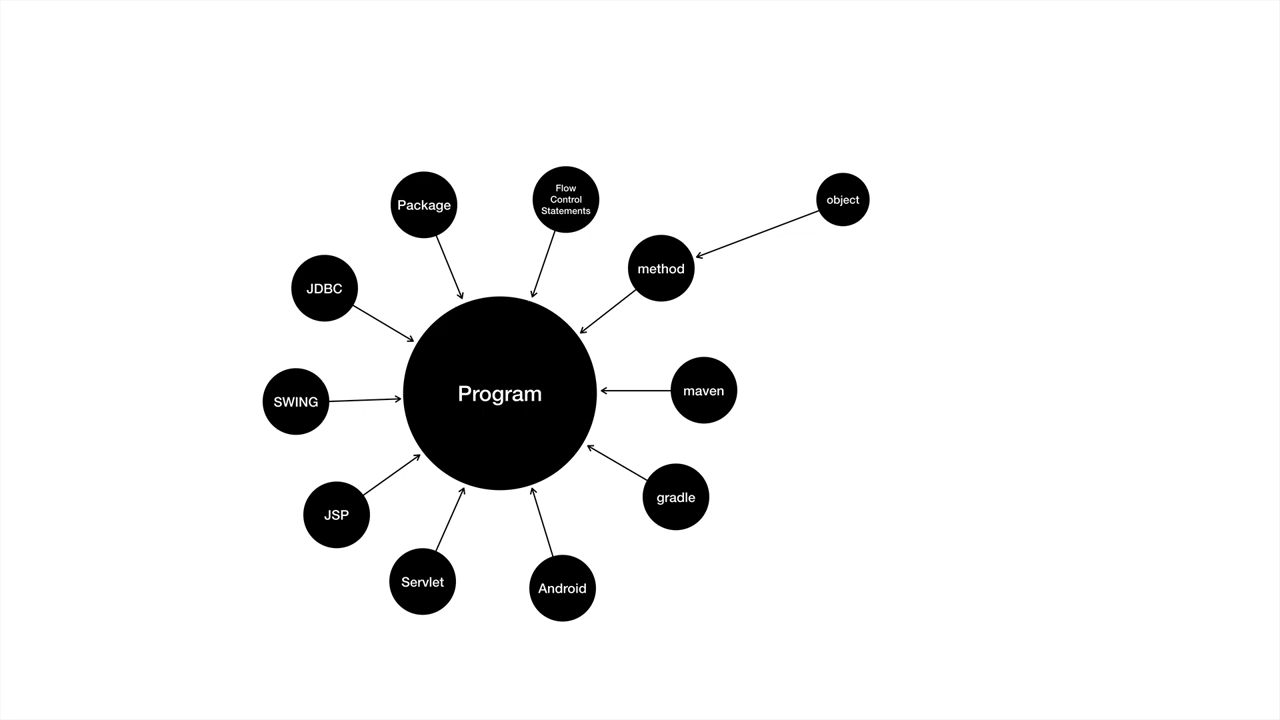 Package
Flow
Control
Statements
object
method
JDBC
Program
maven
SWING
gradle
JSP
Servlet
Android